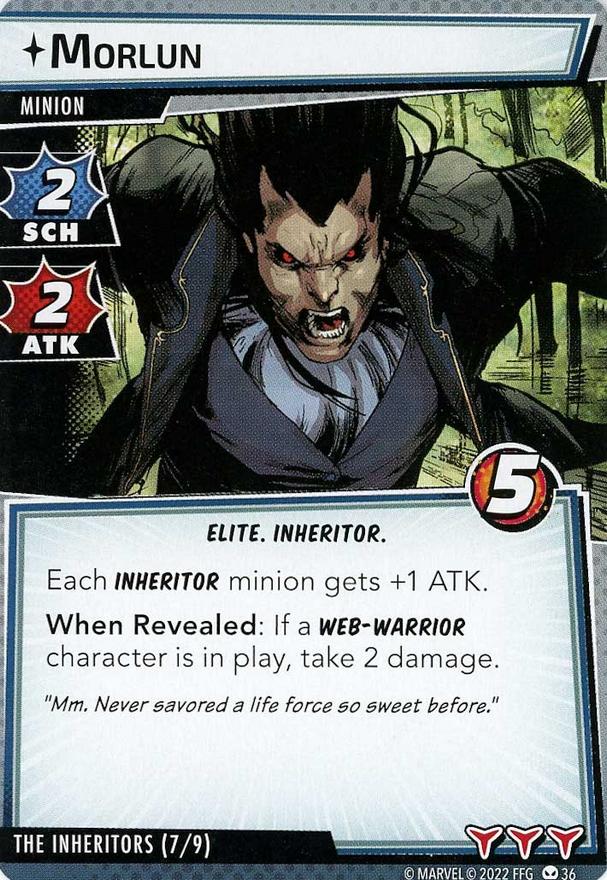 MORLUN
MINION
2
SCH
2
ATK
5
ELITE. INHERITOR.
Each INHERITOR minion gets +1 ATK.
When Revealed: If a WEB-WARRIOR
character is in play, take 2 damage.
"Mm. Never savored a life force so sweet before."
THE INHERITORS (7/9)
© MARVEL © 2022 FFG 36